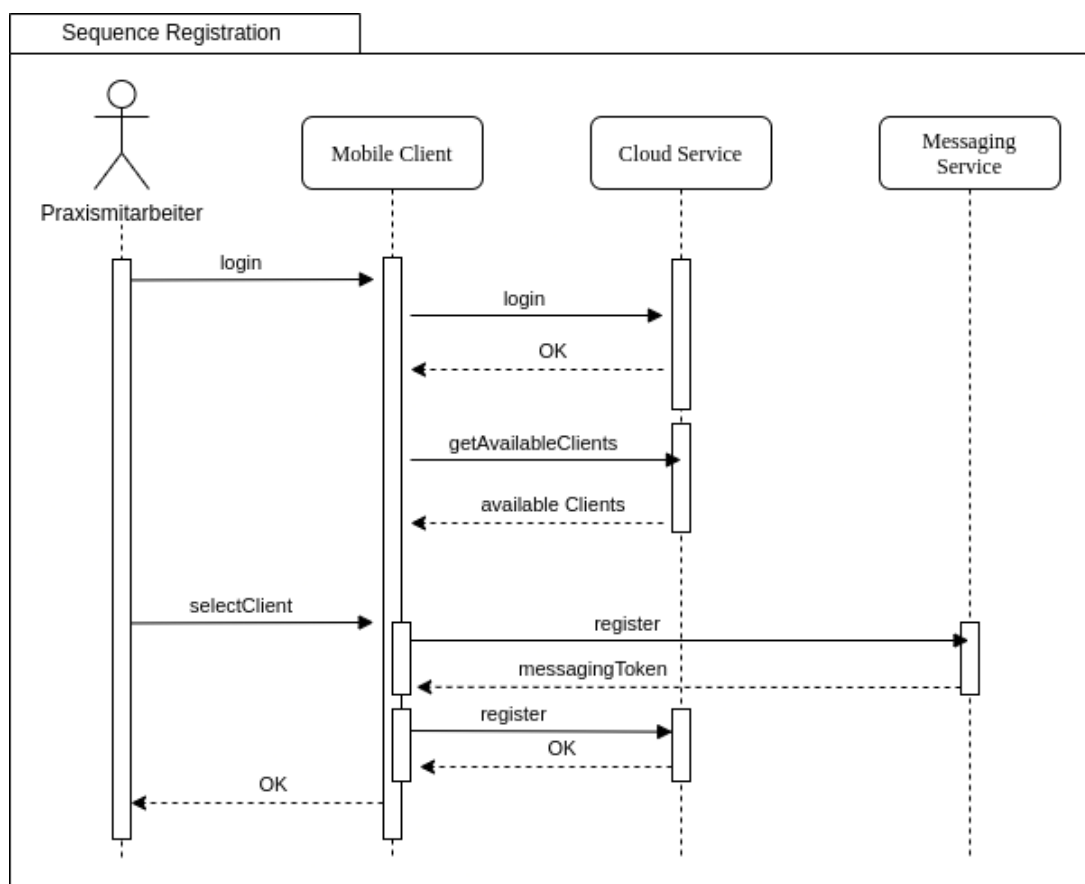 Sequence Registration
Praxismitarbeiter
Mobile Client
Cloud Service
Messaging
Service
login
login
OK
getAvailableClients
available Clients
selectClient
register
messagingToken
register
OK
OK